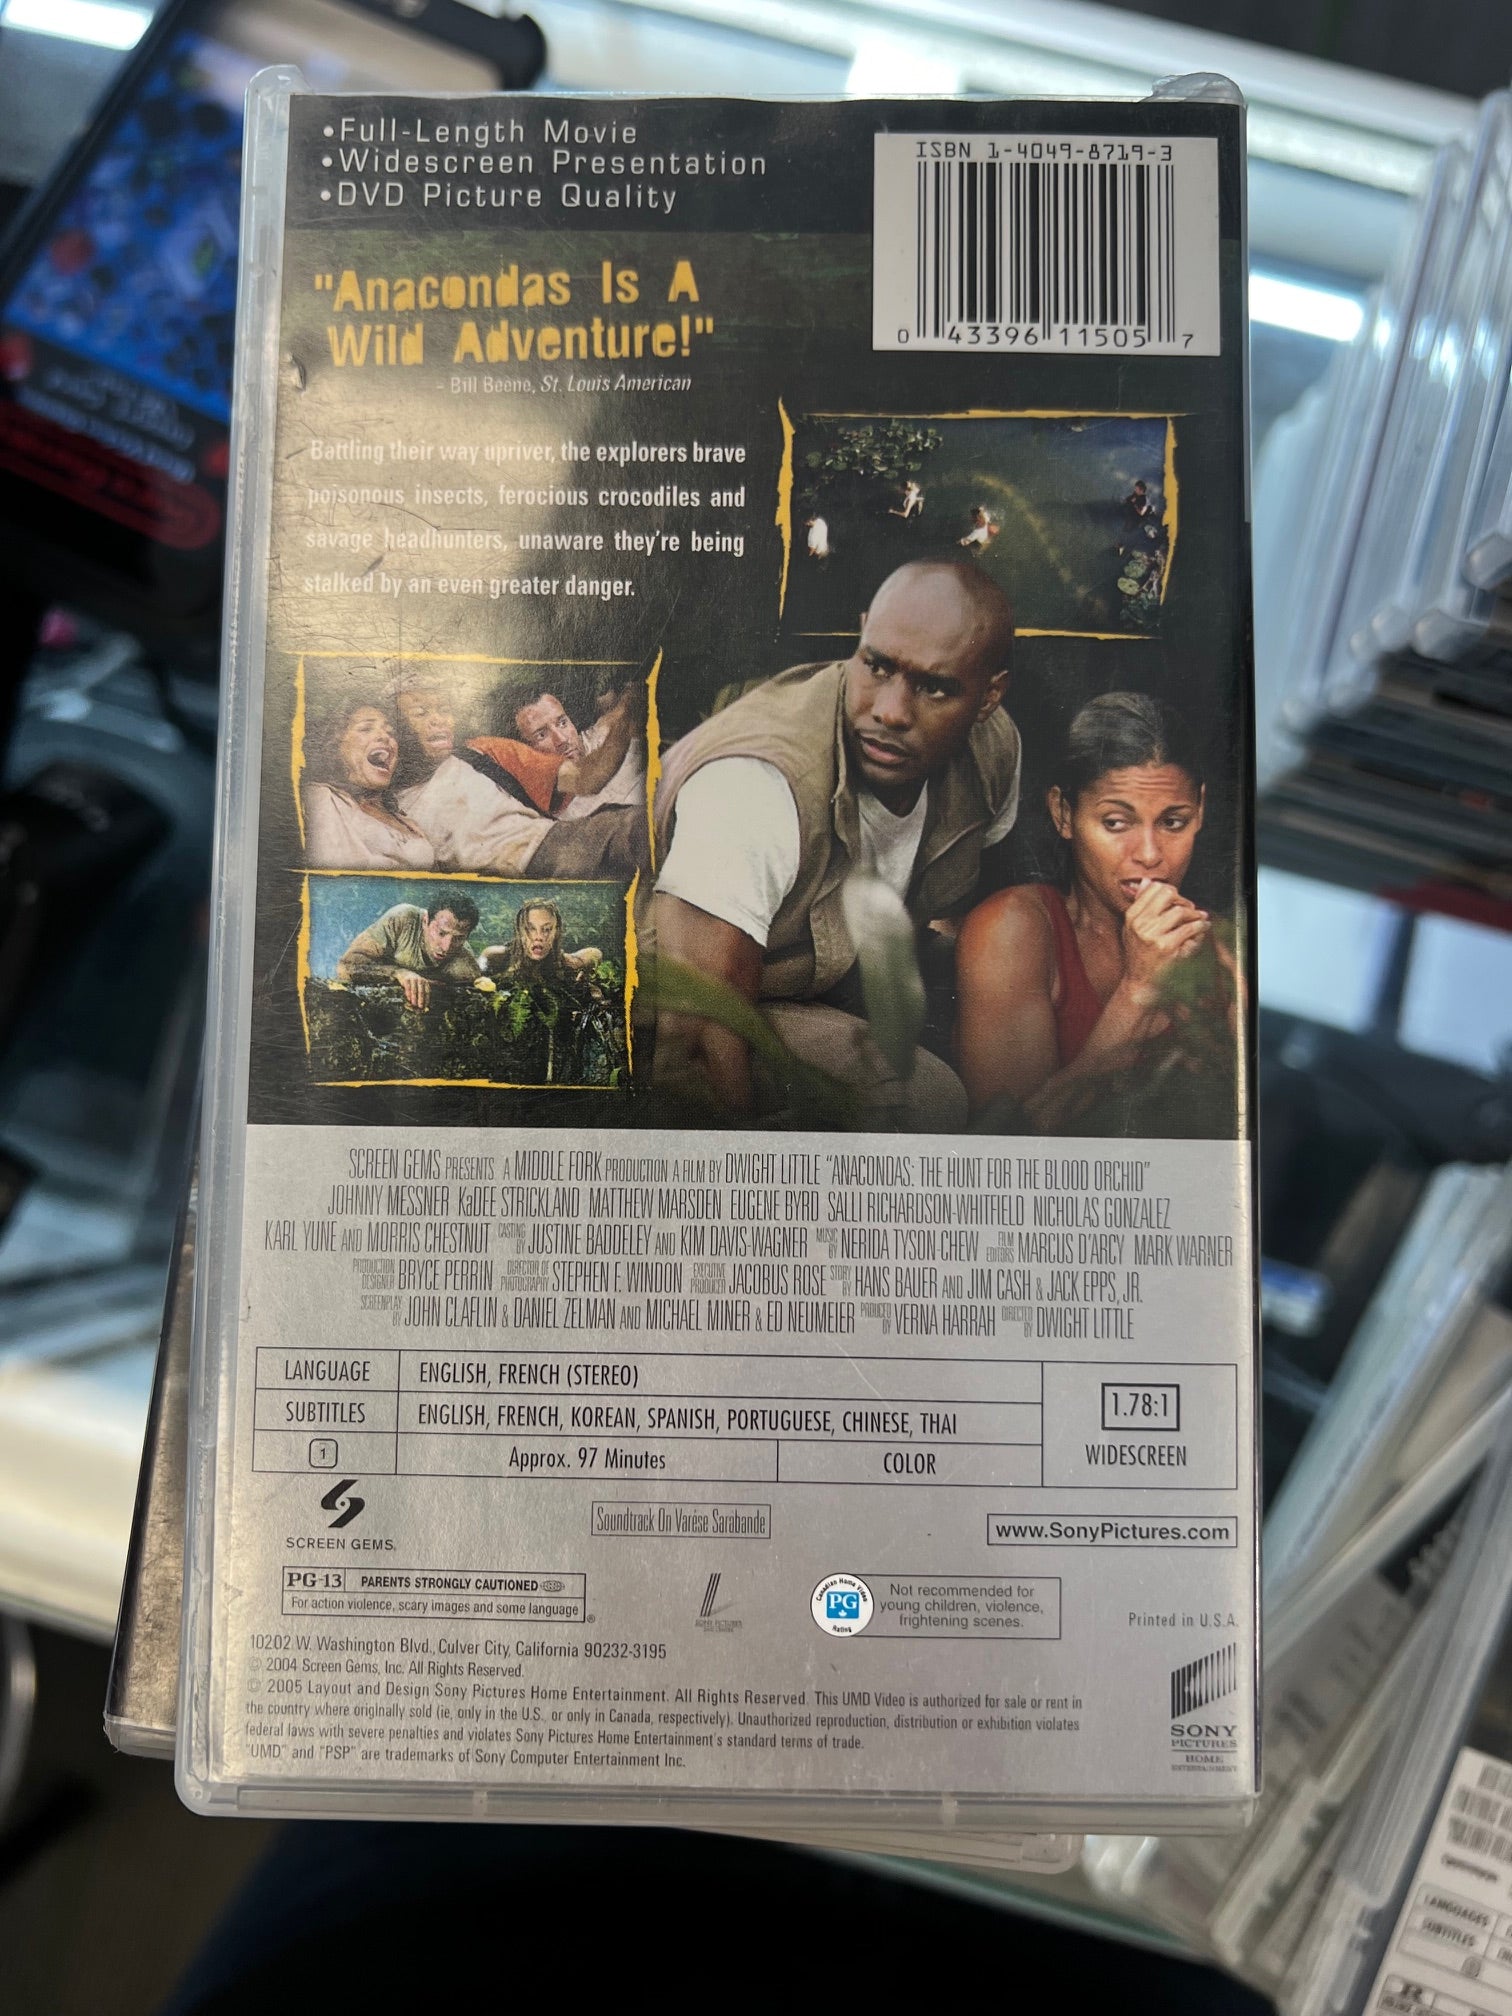 •Full-Length Movie
•Widescreen Presentation
•DVD Picture Quality
ISBN 1-4049-8719-3
0 43396 11505 7
"Anacondas Is A
Wild Adventure!"
- Bill Beene, St. Louis American
Battling their way upriver, the explorers brave
poisonous insects, ferocious crocodiles and
savage headhunters, unaware they're being
stalked by an even greater danger.
SCREEN GEMS PRESENTS A MIDDLE FORK PRODUCTION A FILM BY DWIGHT LITTLE "ANACONDAS: THE HUNT FOR THE BLOOD ORCHID"
JOHNNY MESSNER KaDEE STRICKLAND MATTHEW MARSDEN EUGENE BYRD SALLI RICHARDSON-WHITFIELD NICHOLAS GONZALEZ
KARL YUNE AND MORRIS CHESTNUT CASTING BY JUSTINE BADDELEY AND KIM DAVIS-WAGNER MUSIC BY NERIDA TYSON-CHEW FILM EDITORS MARCUS D'ARCY MARK WARNER
PRODUCTION DESIGNER BRYCE PERRIN DIRECTOR OF PHOTOGRAPHY STEPHEN F. WINDON EXECUTIVE PRODUCER JACOBUS ROSE STORY BY HANS BAUER AND JIM CASH & JACK EPPS, JR.
SCREENPLAY BY JOHN CLAFLIN & DANIEL ZELMAN AND MICHAEL MINER & ED NEUMEIER PRODUCED BY VERNA HARRAH DIRECTED BY DWIGHT LITTLE
LANGUAGE ENGLISH, FRENCH (STEREO)
SUBTITLES ENGLISH, FRENCH, KOREAN, SPANISH, PORTUGUESE, CHINESE, THAI
1 Approx. 97 Minutes COLOR
1.78:1
WIDESCREEN
SCREEN GEMS.
Soundtrack On Varèse Sarabande
www.SonyPictures.com
PG-13 PARENTS STRONGLY CAUTIONED
For action violence, scary images and some language ®
SONY PICTURES
Canadian Home Video
PG
Rating
Not recommended for
young children, violence,
frightening scenes.
Printed in U.S.A.
10202 W. Washington Blvd., Culver City, California 90232-3195
© 2004 Screen Gems, Inc. All Rights Reserved.
© 2005 Layout and Design Sony Pictures Home Entertainment. All Rights Reserved. This UMD Video is authorized for sale or rent in
the country where originally sold (ie, only in the U.S., or only in Canada, respectively). Unauthorized reproduction, distribution or exhibition violates
federal laws with severe penalties and violates Sony Pictures Home Entertainment's standard terms of trade.
"UMD" and "PSP" are trademarks of Sony Computer Entertainment Inc.
SONY
PICTURES
HOME
ENTERTAINMENT
LANGUAGES
SUBTITLES